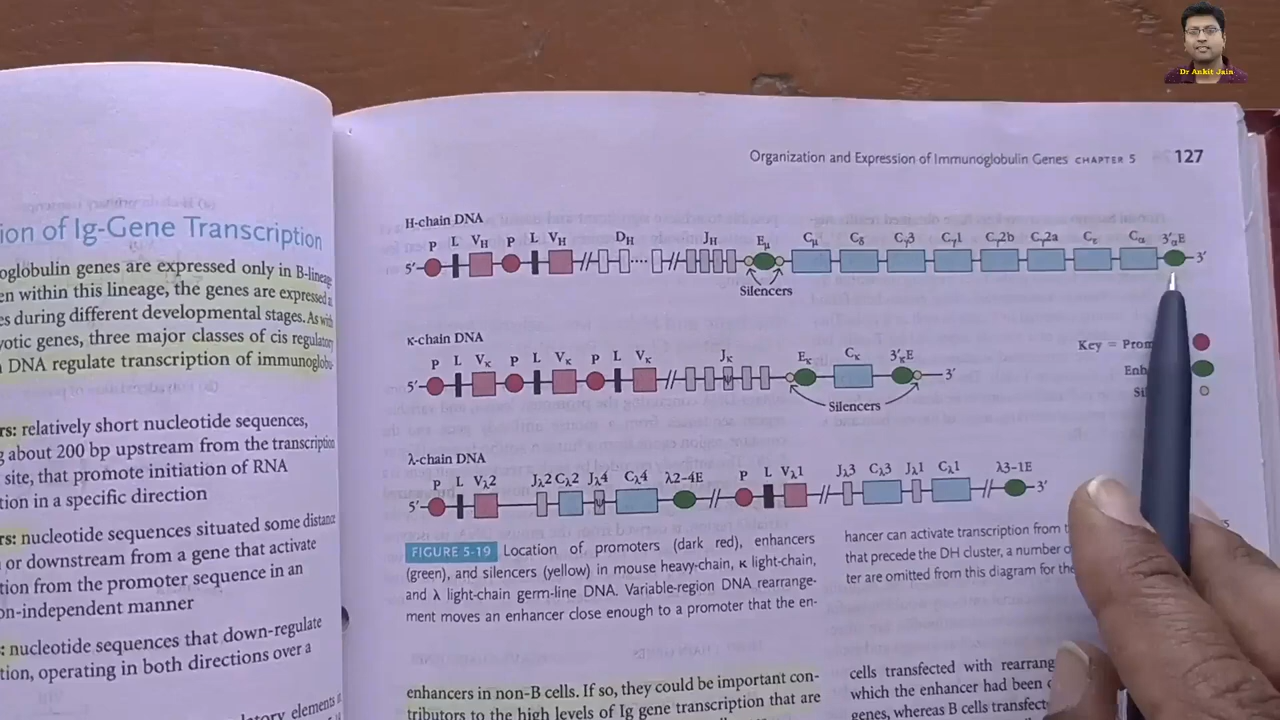 Dr Ankit Jain
ion of Ig-Gene Transcription
oglobulin genes are expressed only in B-lineage
en within this lineage, the genes are expressed a
es during different developmental stages. As with
yotic genes, three major classes of cis regulatory
DNA regulate transcription of immunoglobu-
rs: relatively short nucleotide sequences,
g about 200 bp upstream from the transcription
site, that promote initiation of RNA
tion in a specific direction
rs: nucleotide sequences situated some distance
or downstream from a gene that activate
tion from the promoter sequence in an
on-independent manner
: nucleotide sequences that down-regulate
tion, operating in both directions over a
atory elements
Organization and Expression of Immunoglobulin Genes CHAPTER 5 127
H-chain DNA
P L VH P L VH DH JH Eμ Cμ Cδ Cγ3 Cγ1 Cγ2b Cγ2a Cε Cα 3′αE
5′ 3′
Silencers
κ-chain DNA
P L Vκ P L Vκ P L Vκ Jκ Eκ Cκ 3′κE
5′ ψ 3′
Silencers
Key = Prom
Enh
Sil
λ-chain DNA
P L Vλ2 Jλ2 Cλ2 Jλ4 Cλ4 λ2–4E P L Vλ1 Jλ3 Cλ3 Jλ1 Cλ1 λ3–1E
5′ ψ 3′
FIGURE 5-19 Location of promoters (dark red), enhancers
(green), and silencers (yellow) in mouse heavy-chain, κ light-chain,
and λ light-chain germ-line DNA. Variable-region DNA rearrange-
ment moves an enhancer close enough to a promoter that the en-
hancer can activate transcription from t
that precede the DH cluster, a number o
ter are omitted from this diagram for the
enhancers in non-B cells. If so, they could be important con-
tributors to the high levels of Ig gene transcription that are
cells transfected with rearrang
which the enhancer had been
genes, whereas B cells transfect